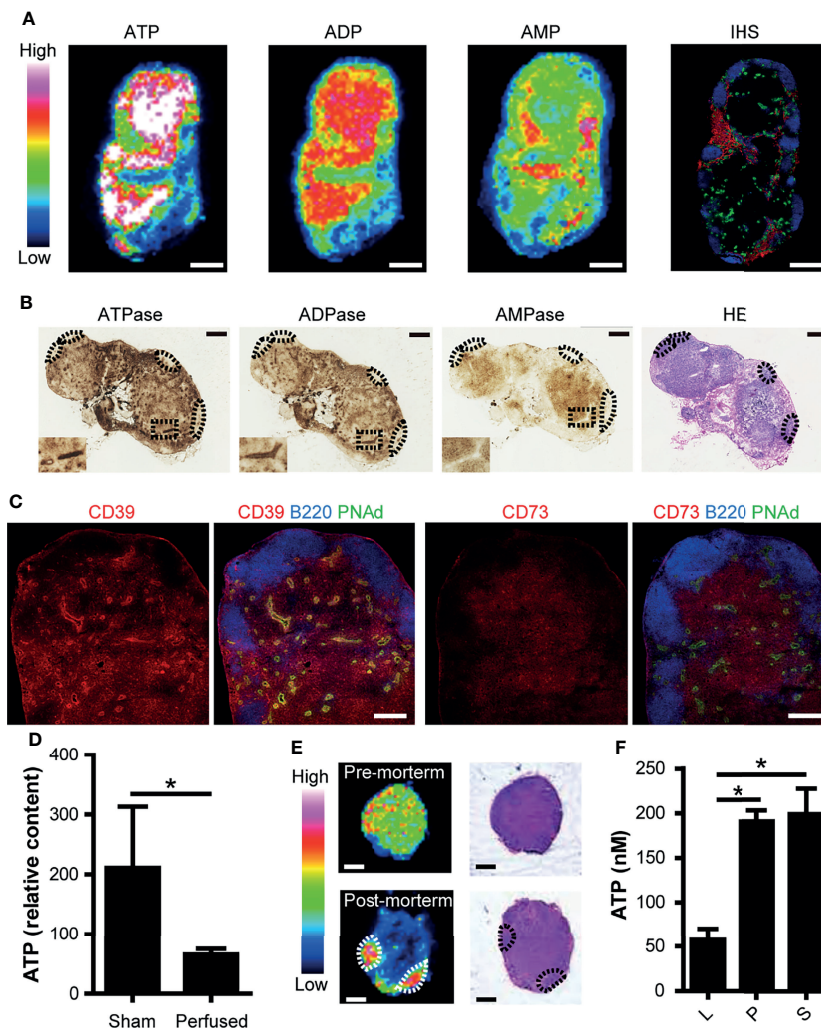 A
ATP ADP AMP IHS
High
Low
B
ATPase ADPase AMPase HE
C
CD39 CD39 B220 PNAd CD73 CD73 B220 PNAd
D
ATP (relative content)
400
300
200
100
0
Sham Perfused
*
E
High
Low
Pre-morterm
Post-morterm
F
ATP (nM)
250
200
150
100
50
0
L P S
*
*